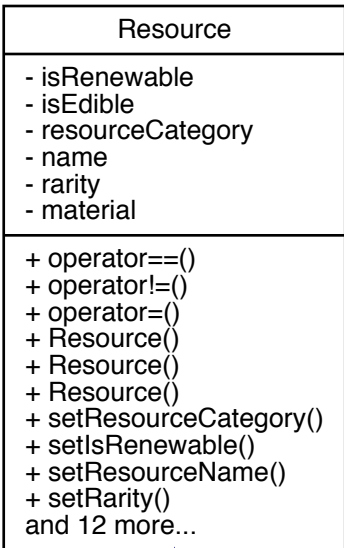 Resource
- isRenewable
- isEdible
- resourceCategory
- name
- rarity
- material
+ operator==()
+ operator!=()
+ operator=()
+ Resource()
+ Resource()
+ Resource()
+ setResourceCategory()
+ setIsRenewable()
+ setResourceName()
+ setRarity()
and 12 more...